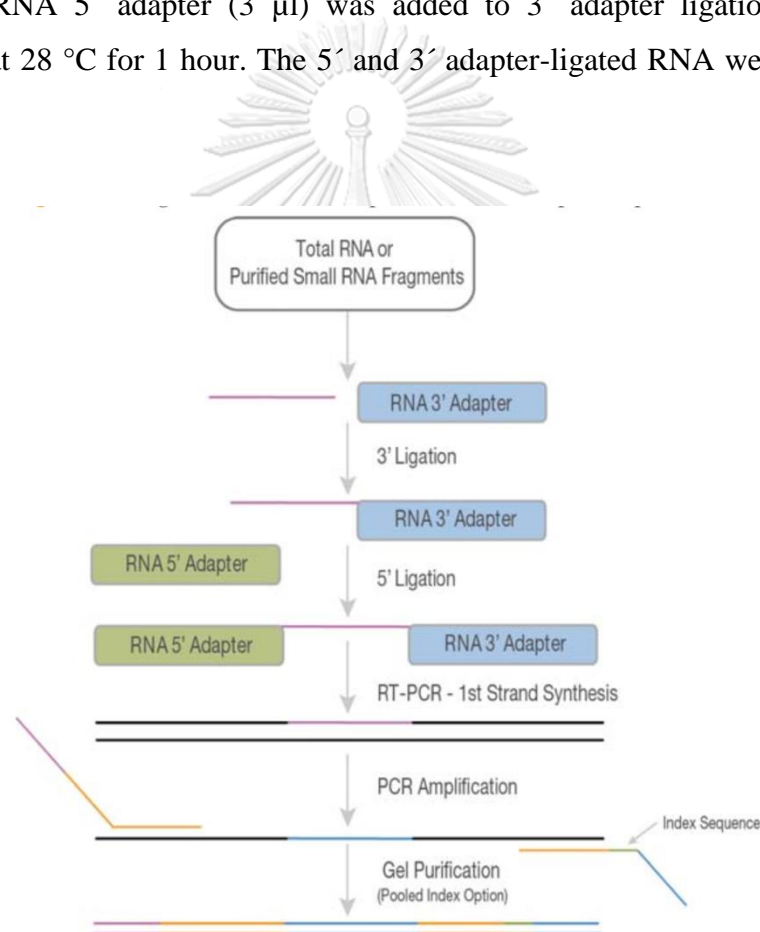 RNA 5 adapter (3 µl) was added to 3 adapter ligatio
at 28 °C for 1 hour. The 5´ and 3´ adapter-ligated RNA we
Total RNA or
Purified Small RNA Fragments
RNA 3' Adapter
3' Ligation
RNA 3' Adapter
RNA 5' Adapter
5' Ligation
RNA 5' Adapter
RNA 3' Adapter
RT-PCR - 1st Strand Synthesis
PCR Amplification
Index Sequence
Gel Purification
(Pooled Index Option)